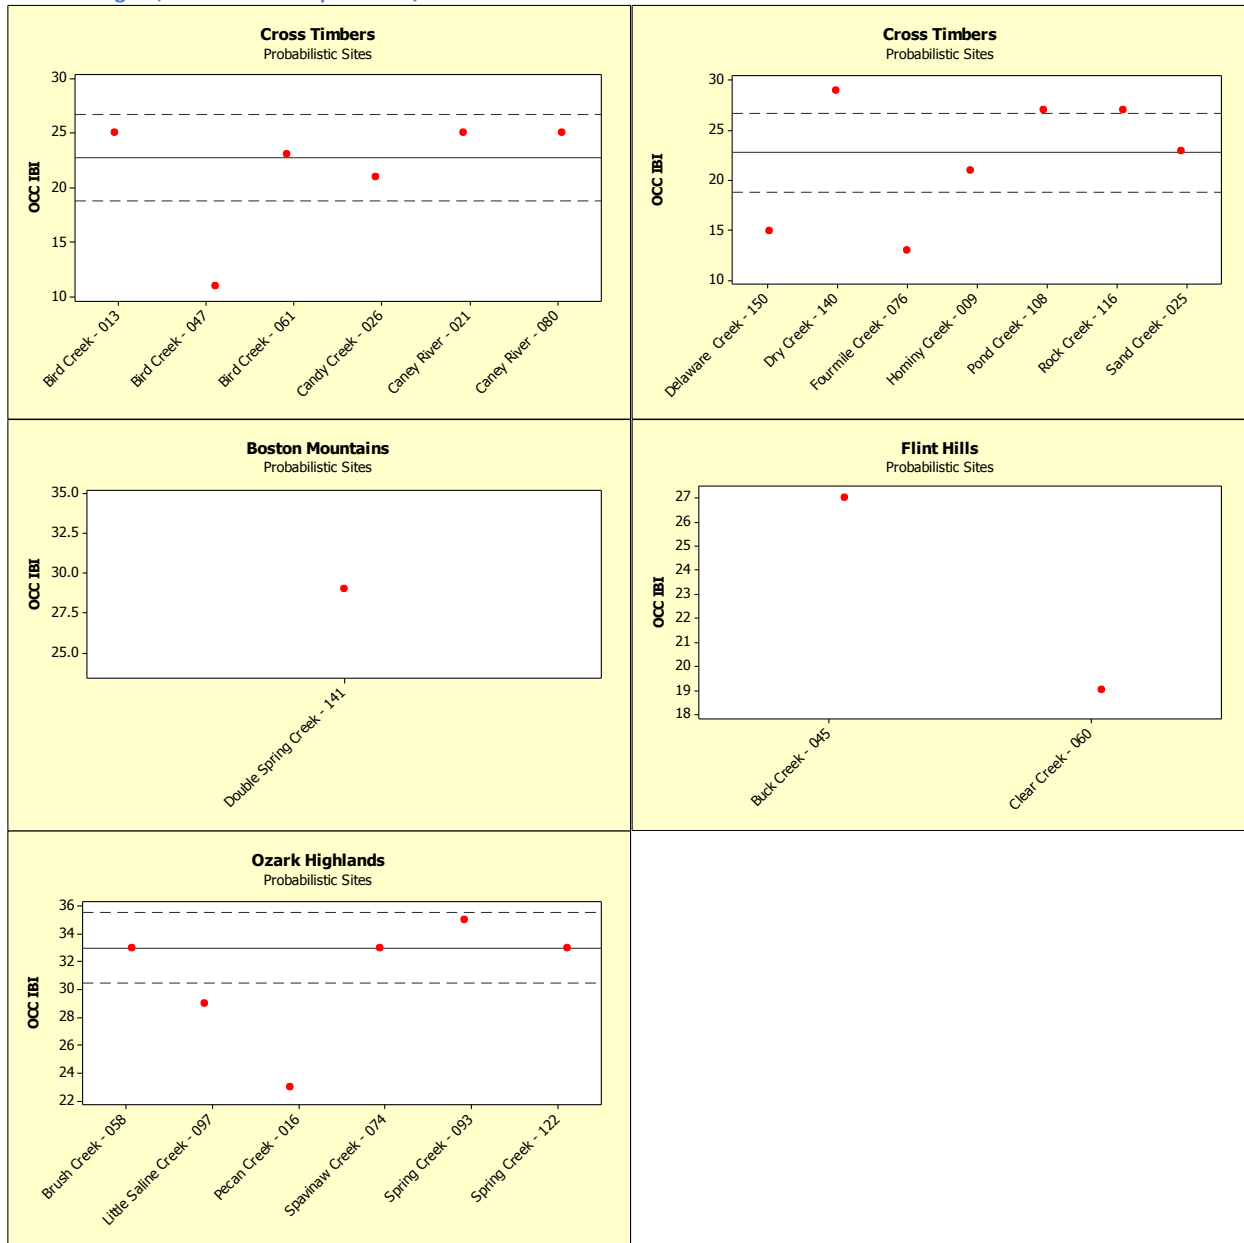 Cross Timbers
Probabilistic Sites
OCC IBI
30
25
20
15
10
Bird Creek - 013
Bird Creek - 047
Bird Creek - 061
Candy Creek - 026
Caney River - 021
Caney River - 080
Cross Timbers
Probabilistic Sites
OCC IBI
30
25
20
15
10
Delaware Creek - 150
Dry Creek - 140
Fourmile Creek - 076
Hominy Creek - 009
Pond Creek - 108
Rock Creek - 116
Sand Creek - 025
Boston Mountains
Probabilistic Sites
OCC IBI
35.0
32.5
30.0
27.5
25.0
Double Spring Creek - 141
Flint Hills
Probabilistic Sites
OCC IBI
27
26
25
24
23
22
21
20
19
18
Buck Creek - 045
Clear Creek - 060
Ozark Highlands
Probabilistic Sites
OCC IBI
36
34
32
30
28
26
24
22
Brush Creek - 058
Little Saline Creek - 097
Pecan Creek - 016
Spavinaw Creek - 074
Spring Creek - 093
Spring Creek - 122